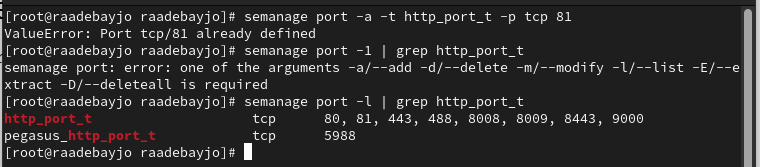 [root@raadebayjo raadebayjo]# semanage port -a -t http_port_t -p tcp 81
ValueError: Port tcp/81 already defined
[root@raadebayjo raadebayjo]# semanage port -1 | grep http_port_t
semanage port: error: one of the arguments -a/--add -d/--delete -m/--modify -l/--list -E/--e
xtract -D/--deleteall is required
[root@raadebayjo raadebayjo]# semanage port -l | grep http_port_t
http_port_t tcp 80, 81, 443, 488, 8008, 8009, 8443, 9000
pegasus_http_port_t tcp 5988
[root@raadebayjo raadebayjo]#